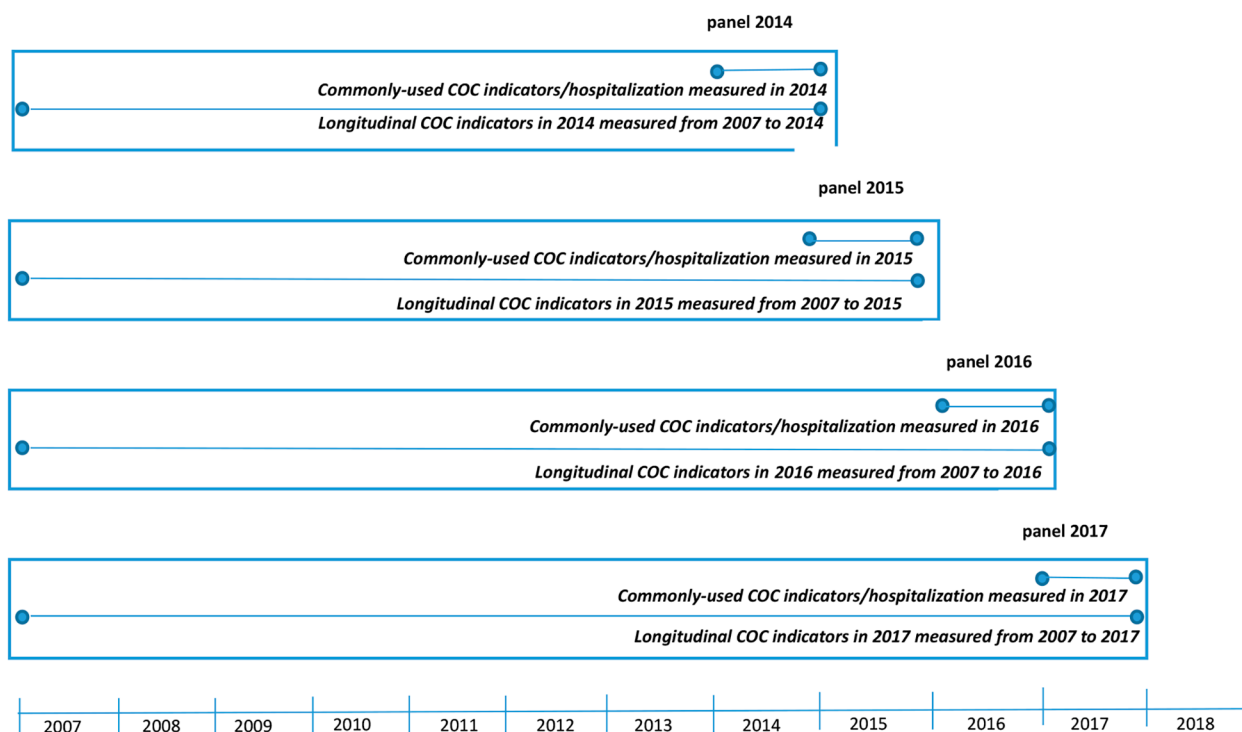 panel 2014
Commonly-used COC indicators/hospitalization measured in 2014
Longitudinal COC indicators in 2014 measured from 2007 to 2014
panel 2015
Commonly-used COC indicators/hospitalization measured in 2015
Longitudinal COC indicators in 2015 measured from 2007 to 2015
panel 2016
Commonly-used COC indicators/hospitalization measured in 2016
Longitudinal COC indicators in 2016 measured from 2007 to 2016
panel 2017
Commonly-used COC indicators/hospitalization measured in 2017
Longitudinal COC indicators in 2017 measured from 2007 to 2017
2007 2008 2009 2010 2011 2012 2013 2014 2015 2016 2017 2018